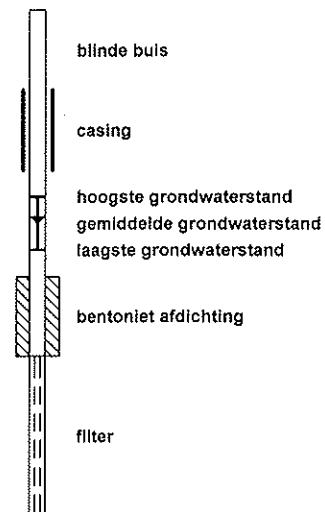 blinde buis
casing
hoogste grondwaterstand
gemiddelde grondwaterstand
laagste grondwaterstand
bentoniet afdichting
filter